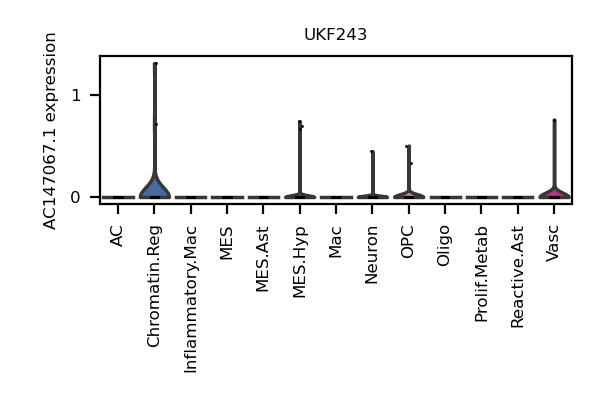 UKF243
AC147067.1 expression
1
0
AC
Chromatin.Reg
Inflammatory.Mac
MES
MES.Ast
MES.Hyp
Mac
Neuron
OPC
Oligo
Prolif.Metab
Reactive.Ast
Vasc